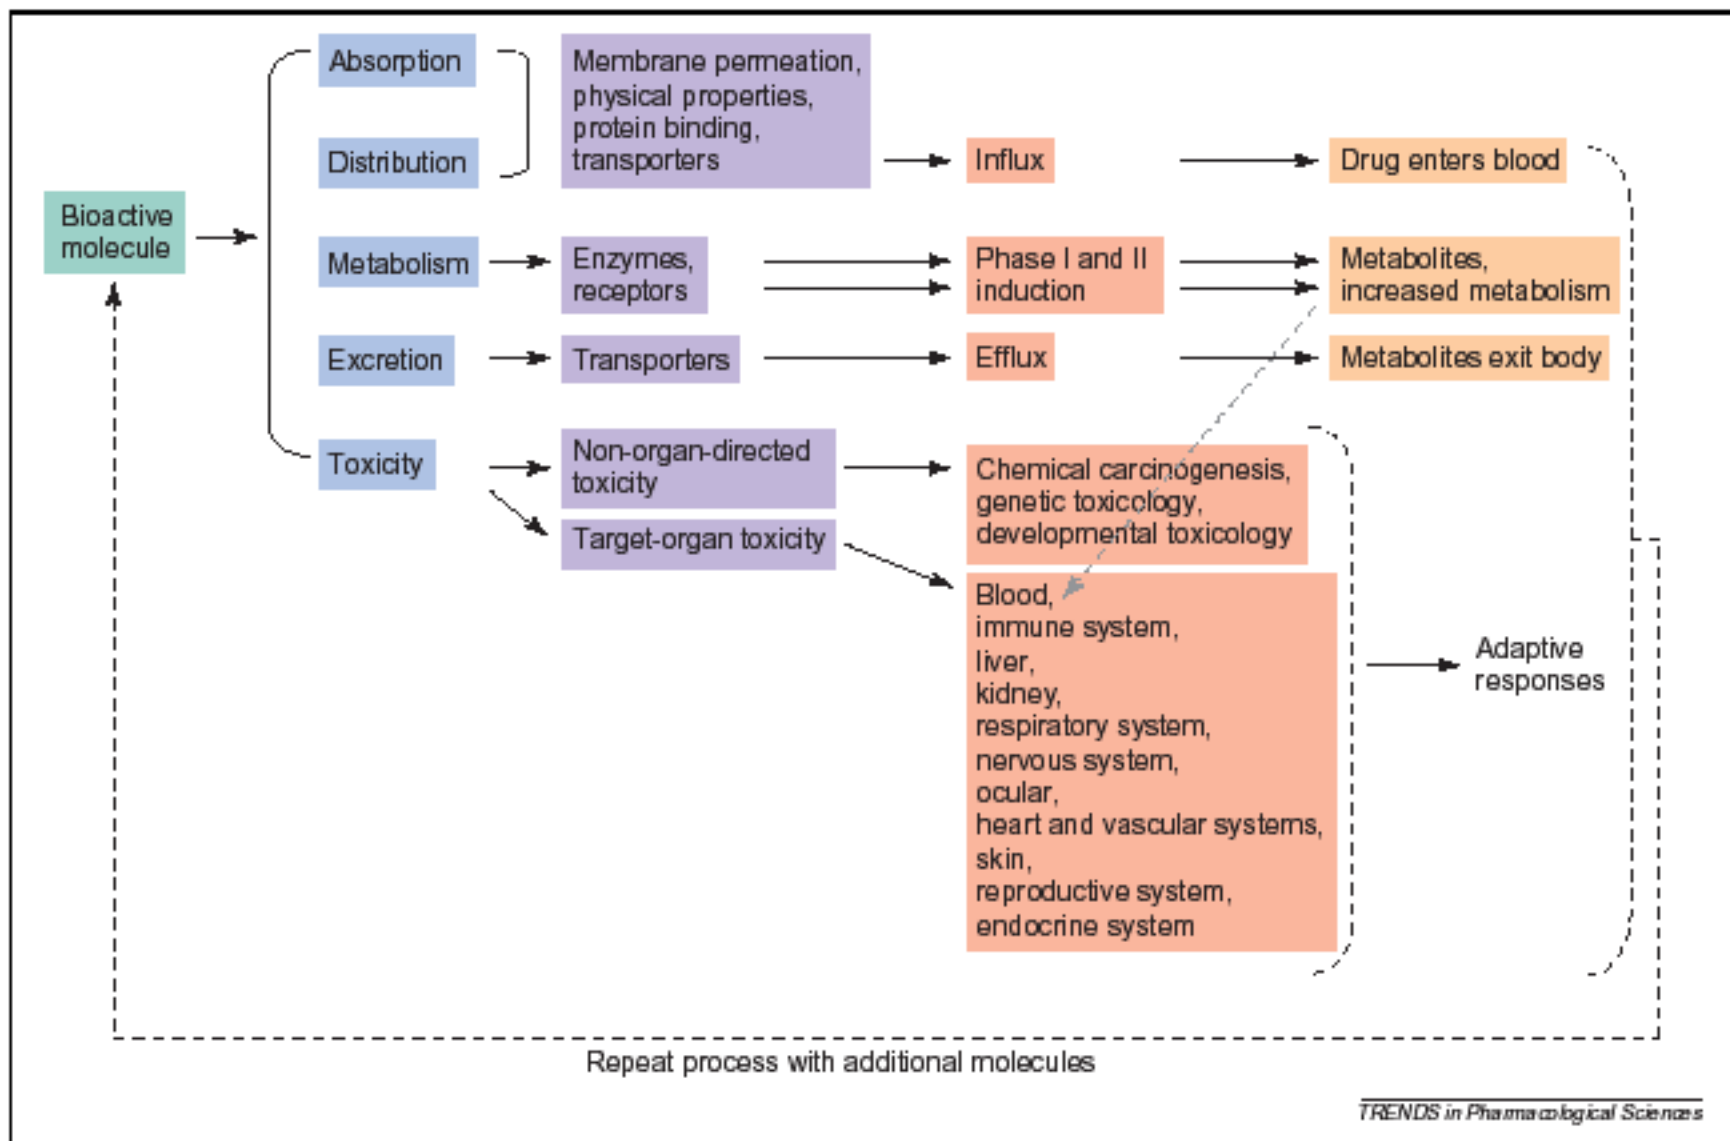 Absorption
Membrane permeation,
physical properties,
protein binding,
transporters
Distribution
Influx
Drug enters blood
Bioactive
molecule
Metabolism
Enzymes,
receptors
Phase I and II
induction
Metabolites,
increased metabolism
Excretion
Transporters
Efflux
Metabolites exit body
Toxicity
Non-organ-directed
toxicity
Chemical carcinogenesis,
genetic toxicology,
developmental toxicology
Target-organ toxicity
Blood,
immune system,
liver,
kidney,
respiratory system,
nervous system,
ocular,
heart and vascular systems,
skin,
reproductive system,
endocrine system
Adaptive
responses
Repeat process with additional molecules
TRENDS in Pharmacological Sciences